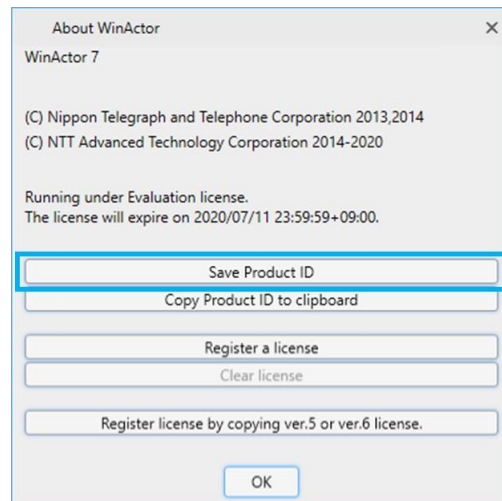 About WinActor
WinActor 7
(C) Nippon Telegraph and Telephone Corporation 2013,2014
(C) NTT Advanced Technology Corporation 2014-2020
Running under Evaluation license.
The license will expire on 2020/07/11 23:59:59+09:00.
Save Product ID
Copy Product ID to clipboard
Register a license
Clear license
Register license by copying ver.5 or ver.6 license.
OK